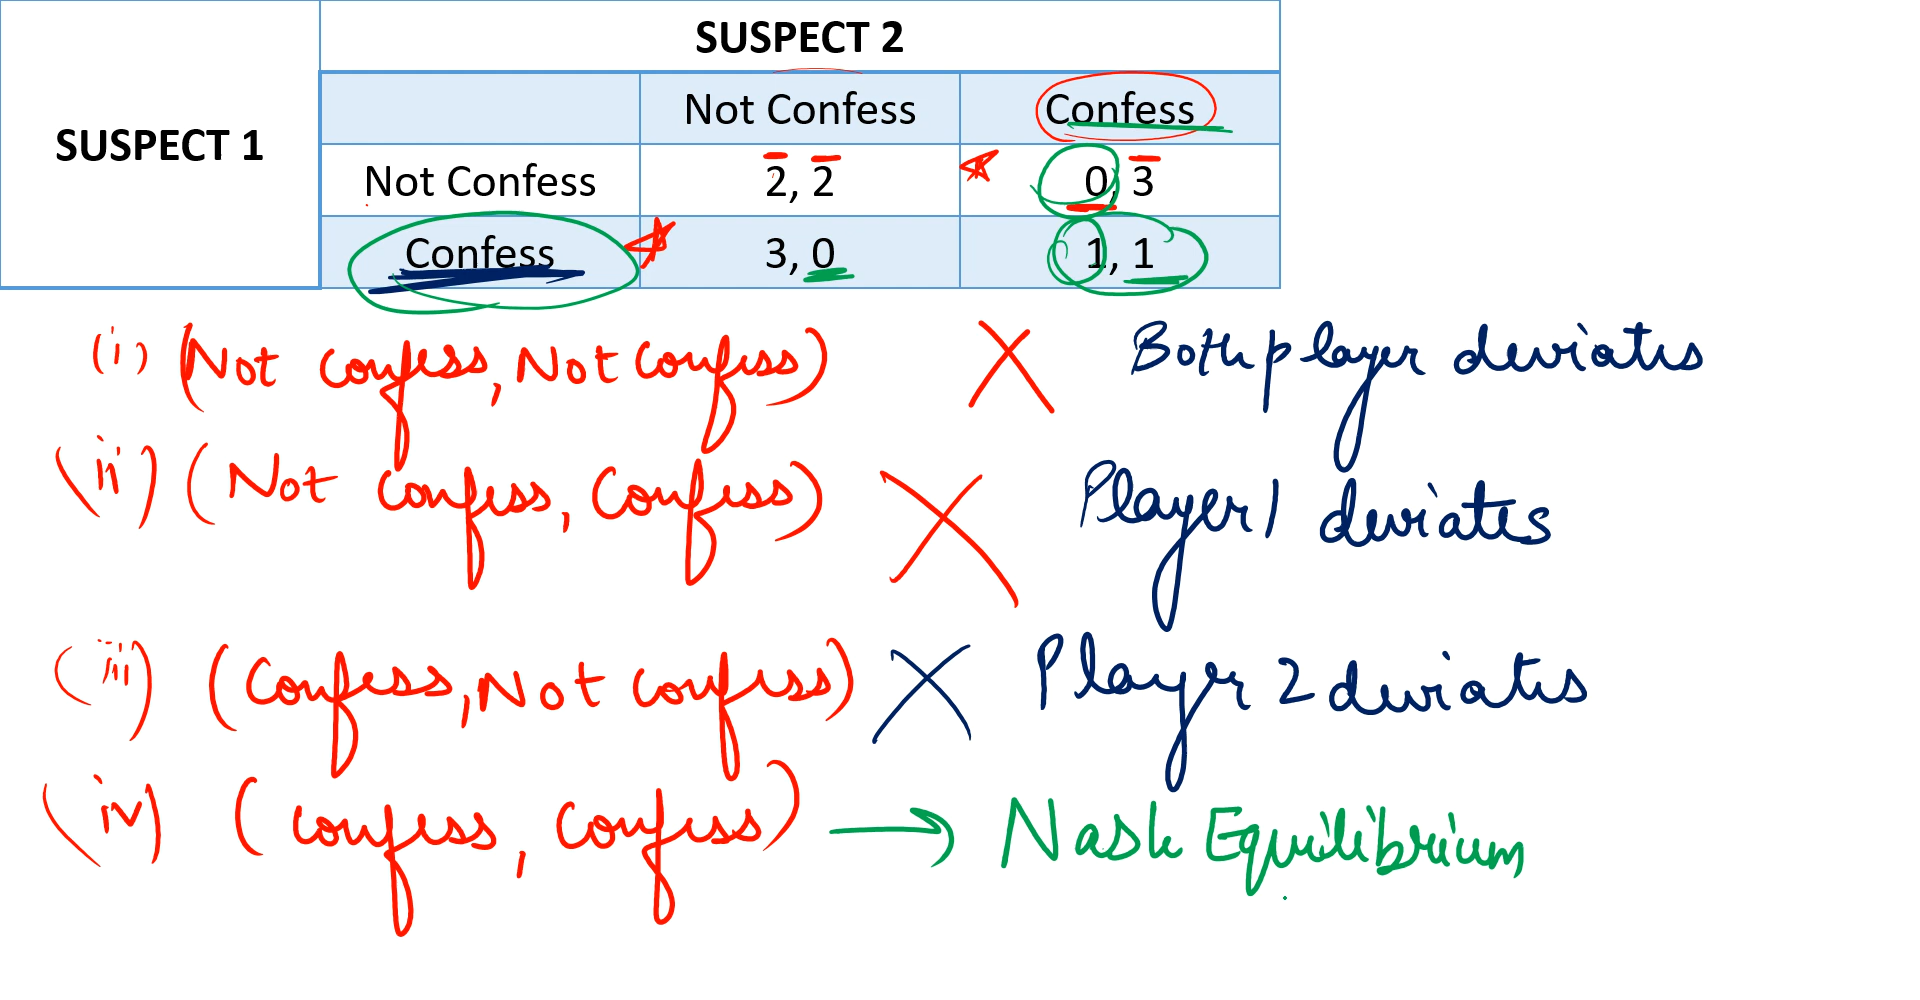 SUSPECT 2
SUSPECT 1
Not Confess Confess
Not Confess 2, 2 0, 3
Confess 3, 0 1, 1
(i) (Not Confess, Not Confess) X Both player deviates
(ii) (Not Confess, Confess) X Player 1 deviates
(iii) (Confess, Not Confess) X Player 2 deviates
(iv) (Confess, Confess) → Nash Equilibrium